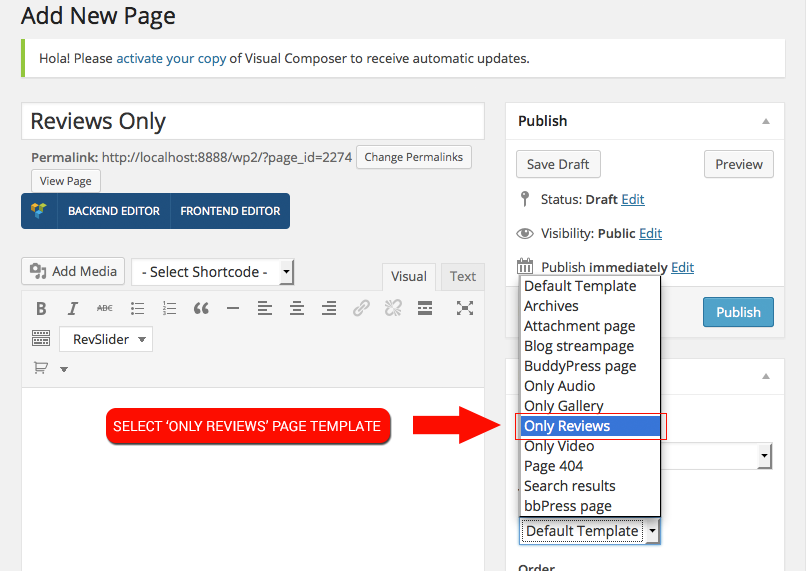 Add New Page
Hola! Please activate your copy of Visual Composer to receive automatic updates.
Reviews Only
Permalink: http://localhost:8888/wp2/?page_id=2274 Change Permalinks
View Page
BACKEND EDITOR FRONTEND EDITOR
Add Media - Select Shortcode - Visual Text
B I ABC
RevSlider
SELECT ‘ONLY REVIEWS’ PAGE TEMPLATE
Publish
Save Draft Preview
Status: Draft Edit
Visibility: Public Edit
Publish immediately Edit
Publish
Default Template
Archives
Attachment page
Blog streampage
BuddyPress page
Only Audio
Only Gallery
Only Reviews
Only Video
Page 404
Search results
bbPress page
Default Template
Order